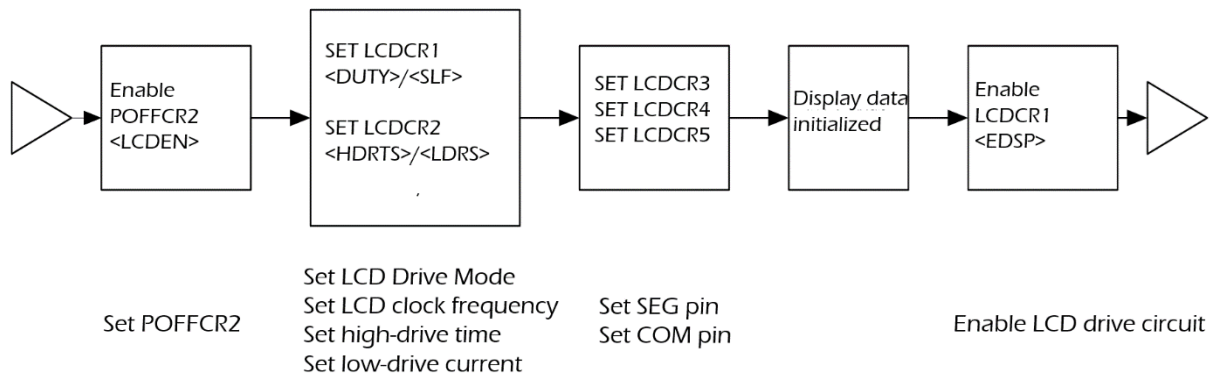 Enable
POFFCR2
<LCDEN>
SET LCDCR1
<DUTY>/<SLF>
SET LCDCR2
<HDRTS>/<LDRS>
,
SET LCDCR3
SET LCDCR4
SET LCDCR5
Display data
initialized
Enable
LCDCR1
<EDSP>
Set POFFCR2
Set LCD Drive Mode
Set LCD clock frequency
Set high-drive time
Set low-drive current
Set SEG pin
Set COM pin
Enable LCD drive circuit